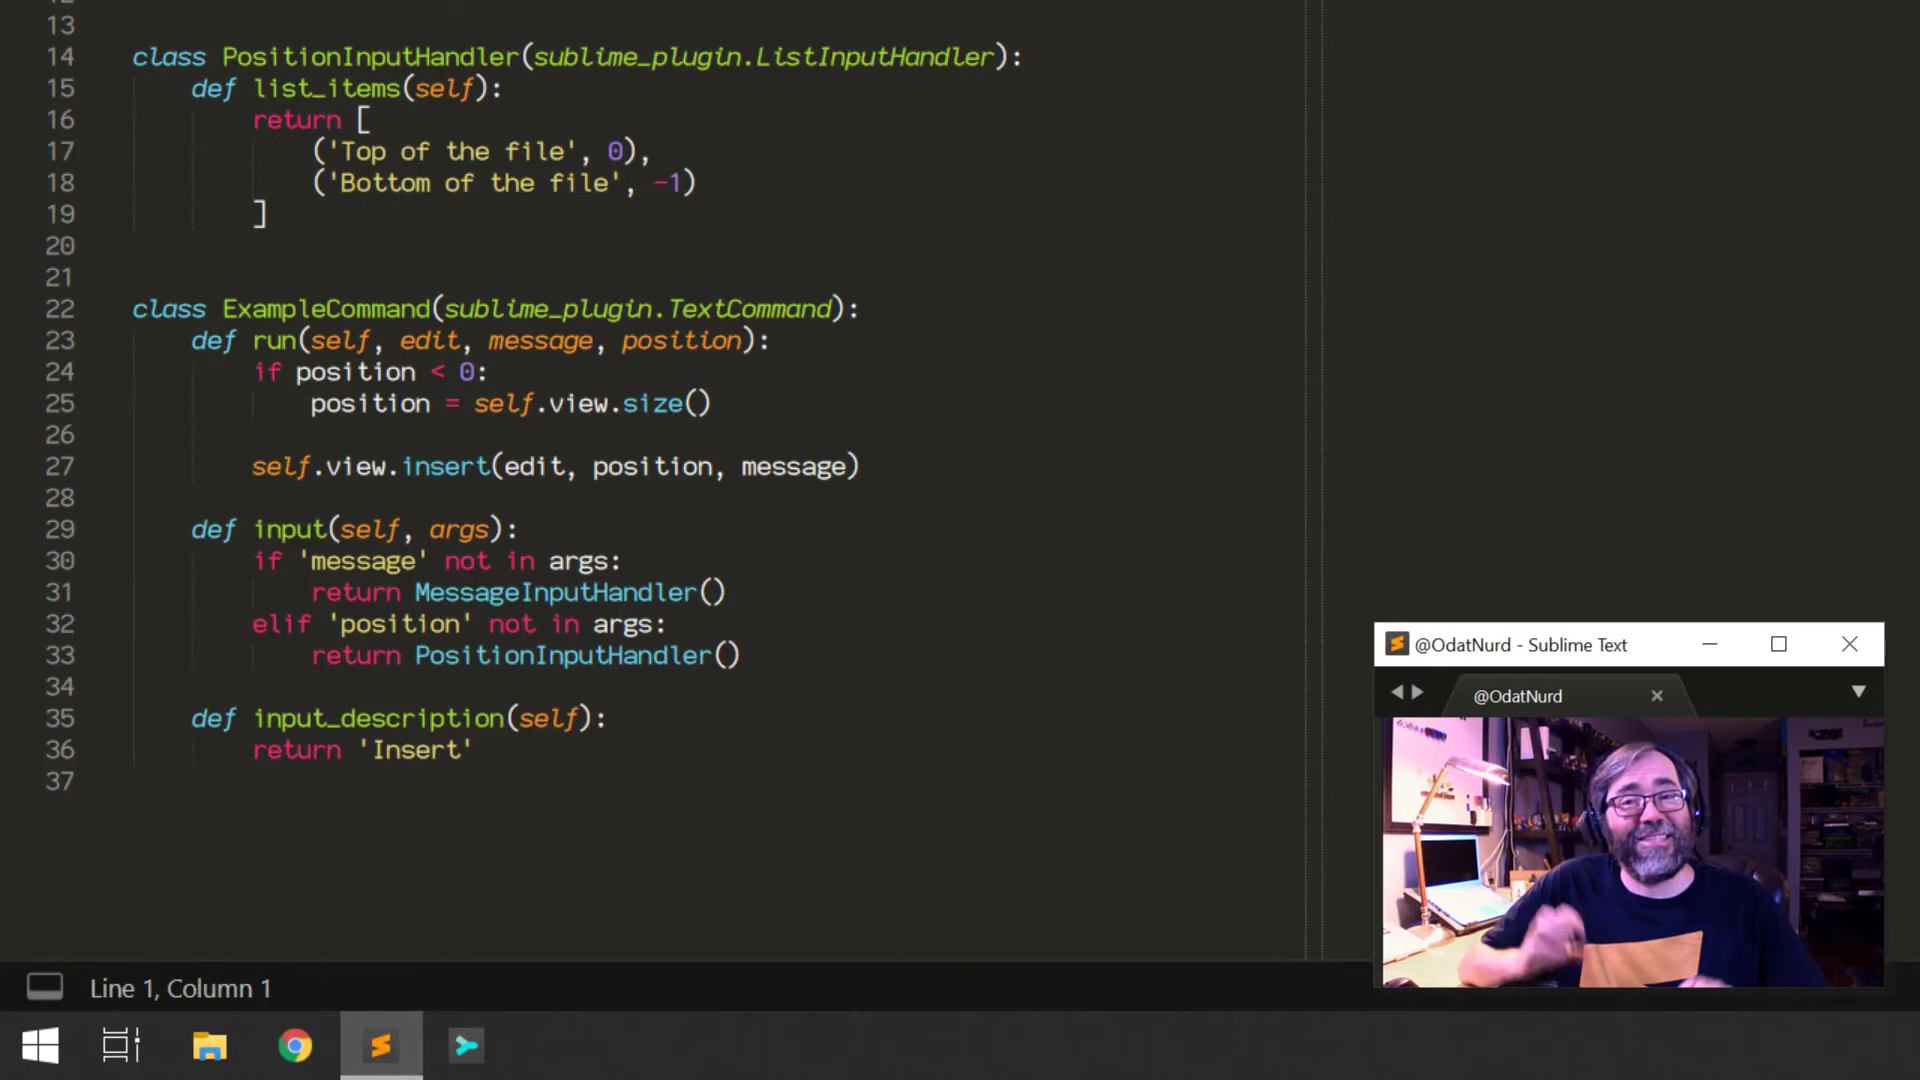 13
14 class PositionInputHandler(sublime_plugin.ListInputHandler):
15 def list_items(self):
16 return [
17 ('Top of the file', 0),
18 ('Bottom of the file', -1)
19 ]
20
21
22 class ExampleCommand(sublime_plugin.TextCommand):
23 def run(self, edit, message, position):
24 if position < 0:
25 position = self.view.size()
26
27 self.view.insert(edit, position, message)
28
29 def input(self, args):
30 if 'message' not in args:
31 return MessageInputHandler()
32 elif 'position' not in args:
33 return PositionInputHandler()
34
35 def input_description(self):
36 return 'Insert'
37
@OdatNurd - Sublime Text
@OdatNurd
Line 1, Column 1